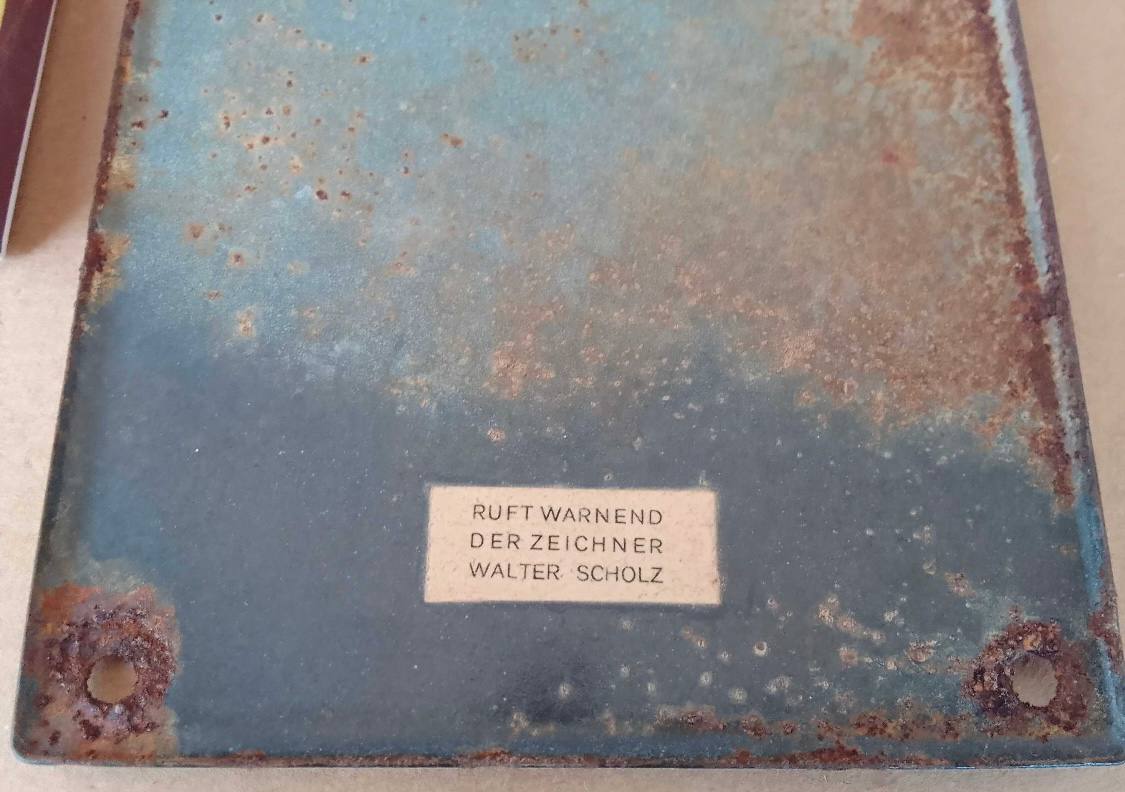 RUFT WARNEND
DER ZEICHNER
WALTER SCHOLZ